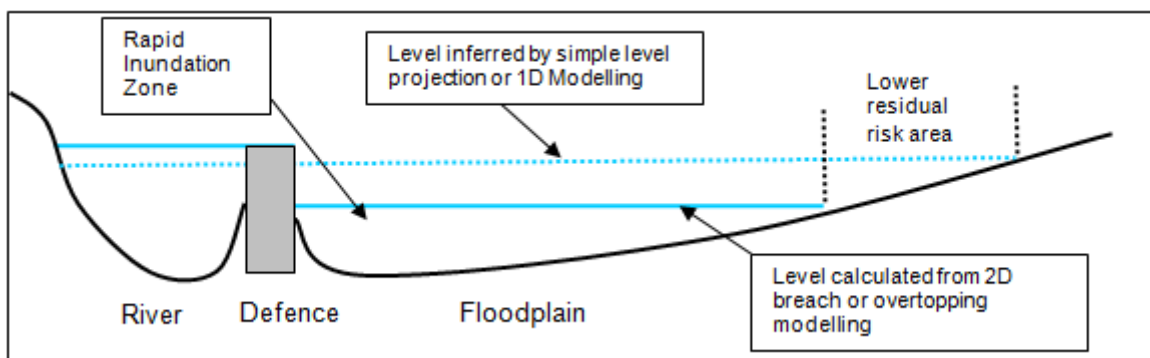 Rapid
Inundation
Zone
Level inferred by simple level
projection or 1D Modelling
Lower
residual
risk area
Level calculated from 2D
breach or overtopping
modelling
River
Defence
Floodplain